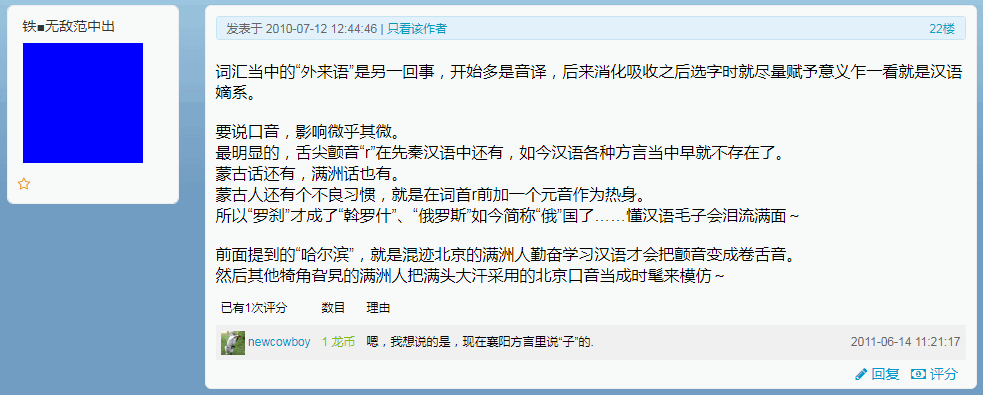 铁■无敌范中出
发表于 2010-07-12 12:44:46 | 只看该作者 22楼
词汇当中的“外来语”是另一回事，开始多是音译，后来消化吸收之后选字时就尽量赋予意义乍一看就是汉语
嫡系。
要说口音，影响微乎其微。
最明显的，舌尖颤音“r”在先秦汉语中还有，如今汉语各种方言当中早就不存在了。
蒙古话还有，满洲话也有。
蒙古人还有个不良习惯，就是在词首r前加一个元音作为热身。
所以“罗刹”才成了“斡罗什”、“俄罗斯”如今简称“俄”国了……懂汉语毛子会泪流满面～
前面提到的“哈尔滨”，就是混迹北京的满洲人勤奋学习汉语才会把颤音变成卷舌音。
然后其他犄角旮旯的满洲人把满头大汗采用的北京口音当成时髦来模仿～
已有1次评分 数目 理由
newcowboy 1 龙币 嗯，我想说的是，现在襄阳方言里说“子”的. 2011-06-14 11:21:17
回复 评分